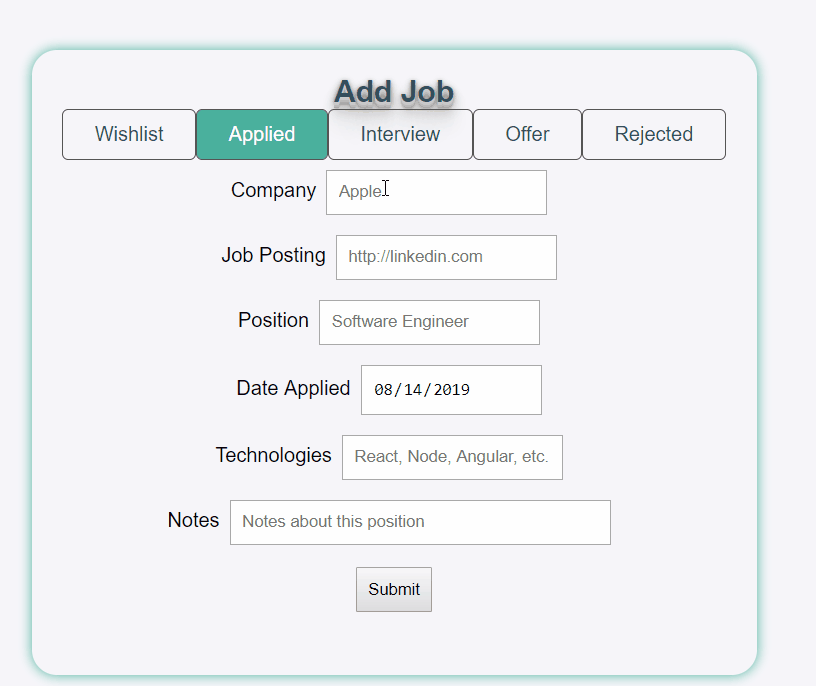 Add Job
Wishlist Applied Interview Offer Rejected
Company Apple
Job Posting http://linkedin.com
Position Software Engineer
Date Applied 08/14/2019
Technologies React, Node, Angular, etc.
Notes Notes about this position
Submit